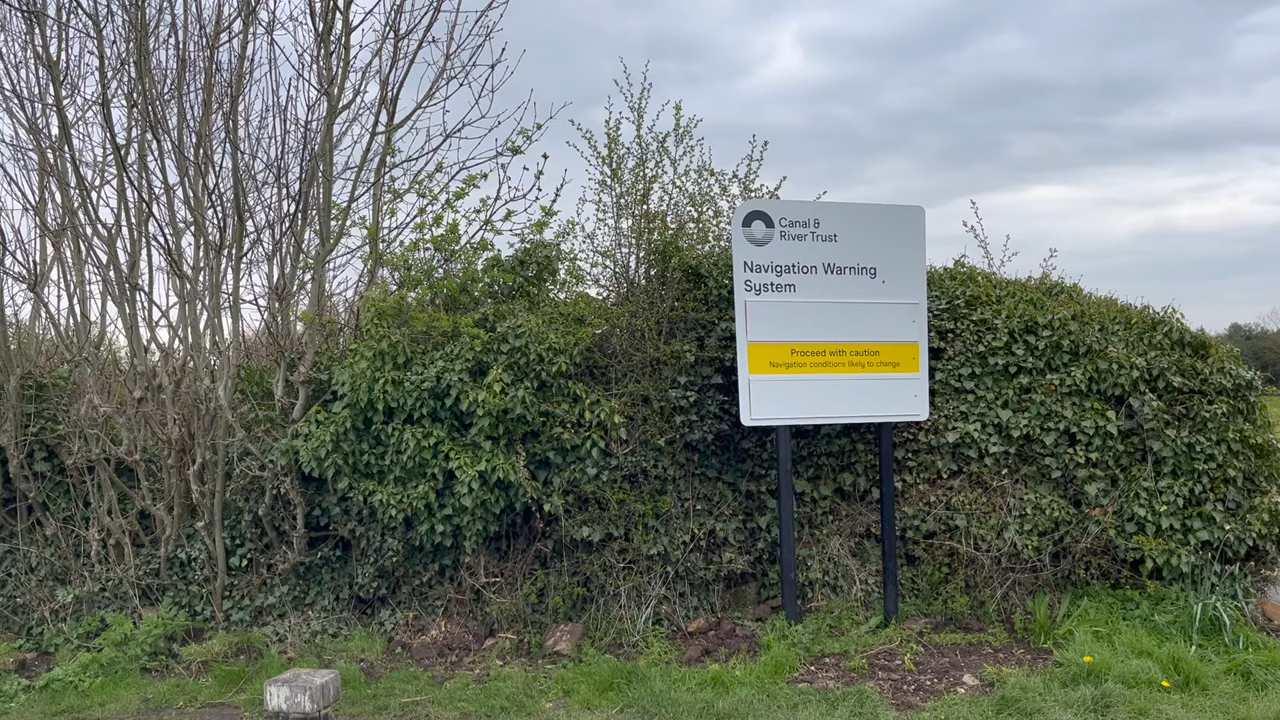 Canal &
River Trust
Navigation Warning
System
Proceed with caution
Navigation conditions likely to change